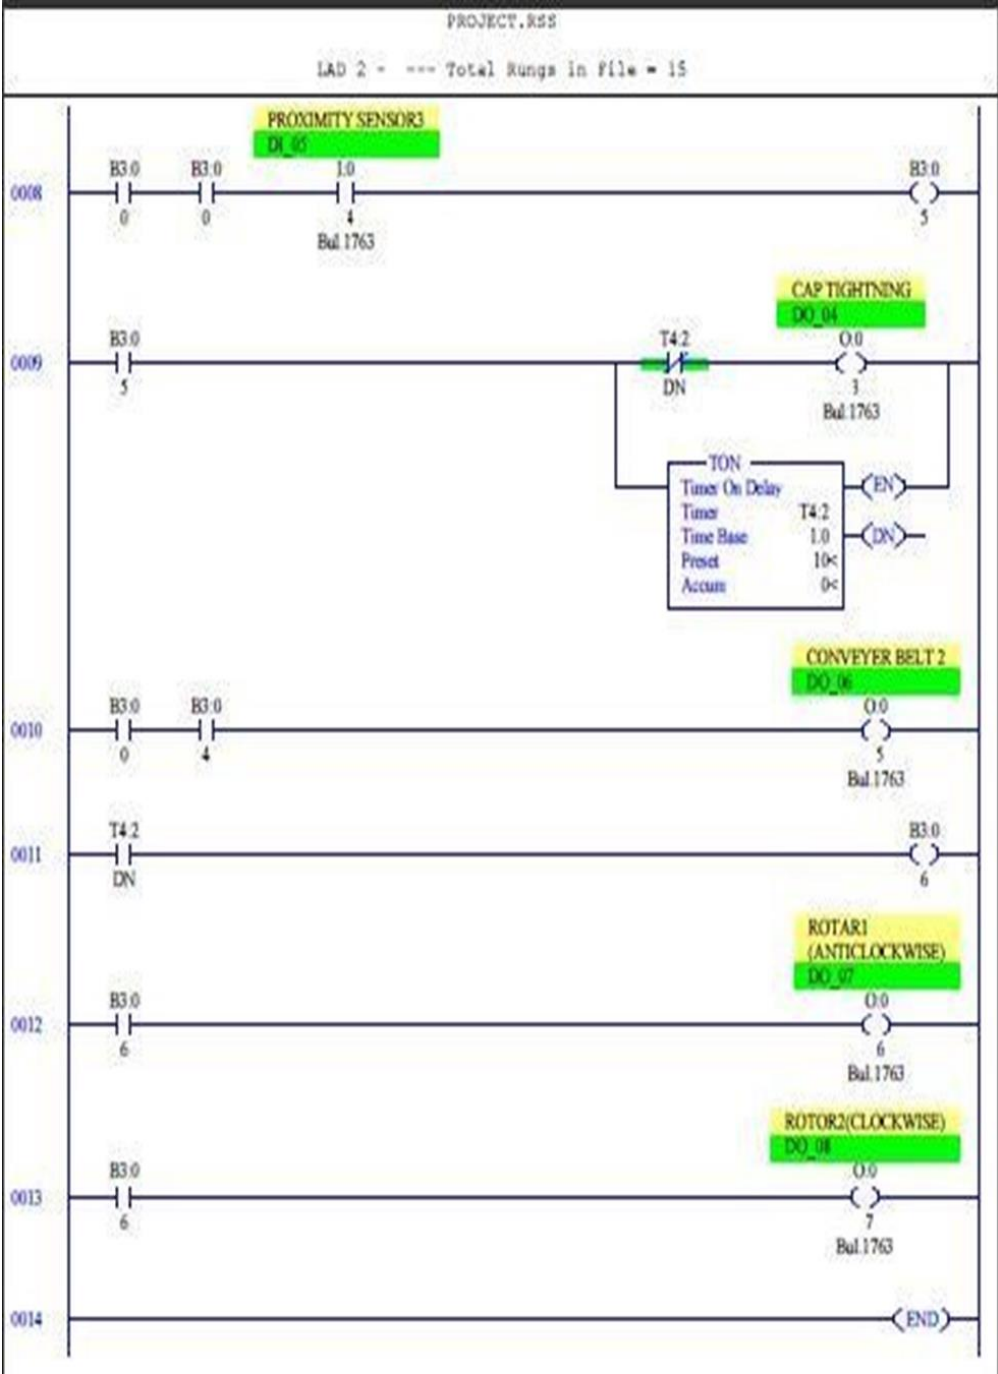 PROJECT.RSS
LAD 2 - --- Total Rungs in File = 15
PROXIMITY SENSOR3
DI_05
B3:0 B3:0 I:0 B3:0
0008
0 0 4 5
Bul.1763
CAP TIGHTNING
DO_04
B3:0 T4:2 O:0
0009
5 DN 3
Bul.1763
TON
Timer On Delay EN
Timer T4:2
Time Base 1.0 DN
Preset 10<
Accum 0<
CONVEYER BELT 2
DO_06
B3:0 B3:0 O:0
0010
0 4 5
Bul.1763
T4:2 B3:0
0011
DN 6
ROTAR1
(ANTICLOCKWISE)
DO_07
B3:0 O:0
0012
6 6
Bul.1763
ROTOR2(CLOCKWISE)
DO_08
B3:0 O:0
0013
6 7
Bul.1763
0014 END